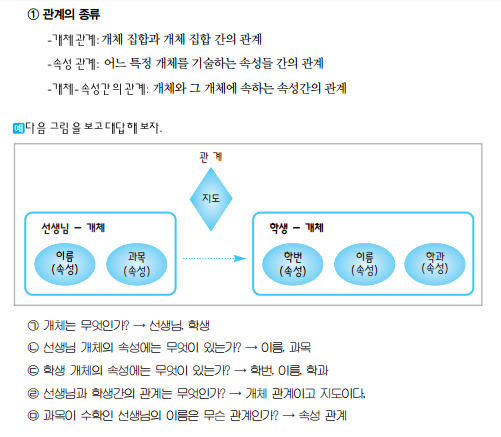 ① 관계의 종류
-개체관계: 개체 집합과 개체 집합 간의 관계
-속성 관계: 어느 특정 개체를 기술하는 속성들 간의 관계
-개체-속성간의 관계: 개체와 그 개체에 속하는 속성간의 관계
예 다음 그림을 보고 대답해 보자.
관 계
지도
선생님 - 개체
학생 - 개체
이름
(속성)
과목
(속성)
학번
(속성)
이름
(속성)
학과
(속성)
㉠ 개체는 무엇인가? → 선생님, 학생
㉡ 선생님 개체의 속성에는 무엇이 있는가? → 이름, 과목
㉢ 학생 개체의 속성에는 무엇이 있는가? → 학번, 이름, 학과
㉣ 선생님과 학생간의 관계는 무엇인가? → 개체 관계이고 지도이다.
㉤ 과목이 수학인 선생님의 이름은 무슨 관계인가? → 속성 관계